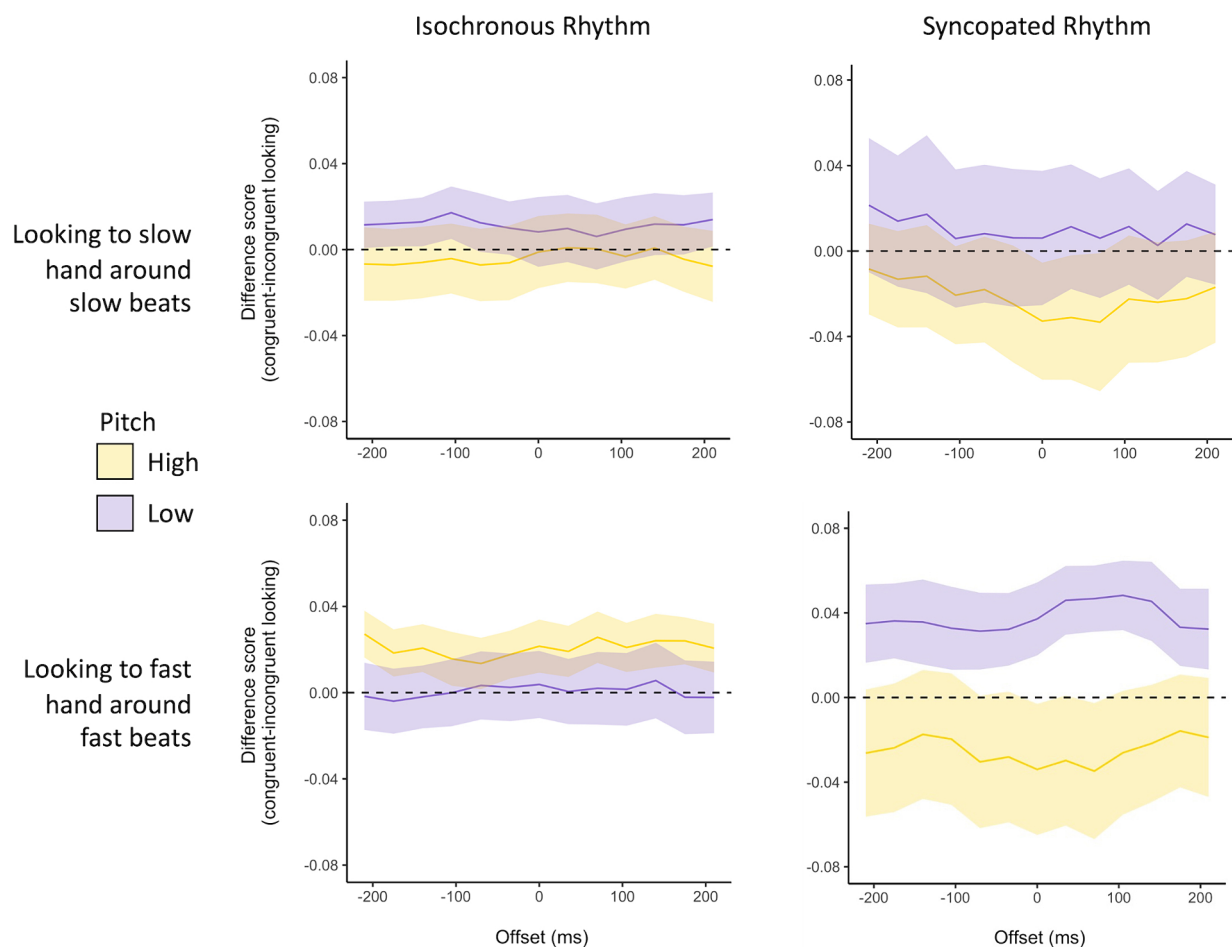 Isochronous Rhythm
Syncopated Rhythm
Looking to slow
hand around
slow beats
Difference score
(congruent-incongruent looking)
0.08
0.04
0.00
-0.04
-0.08
-200
-100
0
100
200
0.08
0.04
0.00
-0.04
-0.08
-200
-100
0
100
200
Pitch
High
Low
Looking to fast
hand around
fast beats
Difference score
(congruent-incongruent looking)
0.08
0.04
0.00
-0.04
-0.08
-200
-100
0
100
200
Offset (ms)
0.08
0.04
0.00
-0.04
-0.08
-200
-100
0
100
200
Offset (ms)